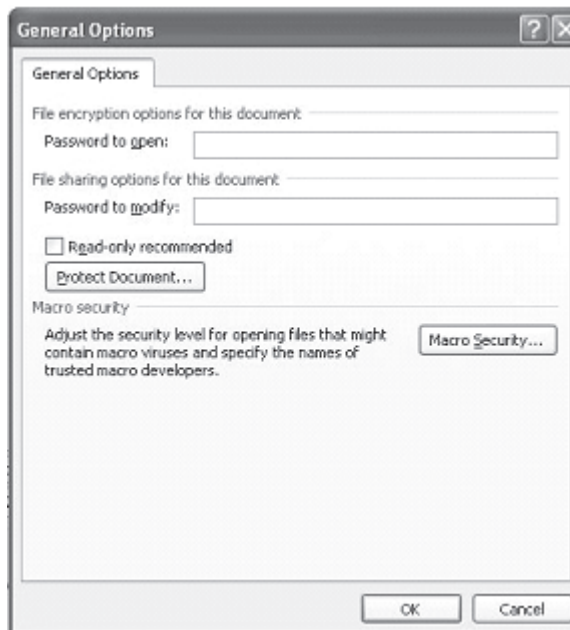 General Options
General Options
File encryption options for this document
Password to open:
File sharing options for this document
Password to modify:
Read-only recommended
Protect Document...
Macro security
Adjust the security level for opening files that might
contain macro viruses and specify the names of
trusted macro developers.
Macro Security...
OK
Cancel